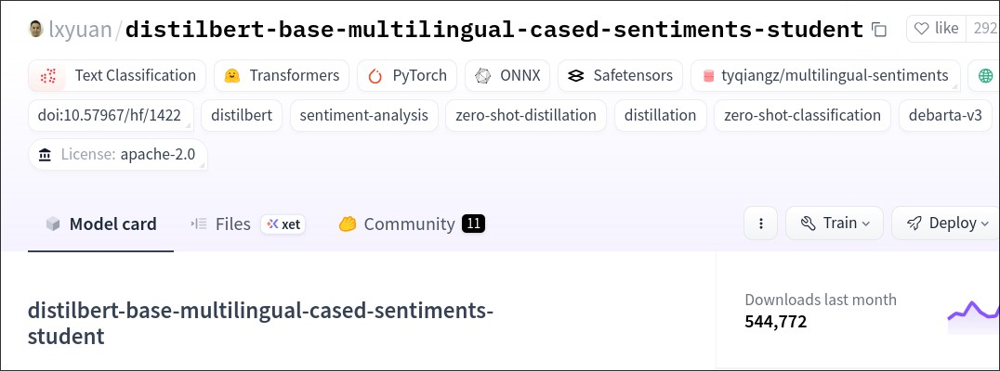 lxyuan/distilbert-base-multilingual-cased-sentiments-student like 292
Text Classification Transformers PyTorch ONNX Safetensors tyqiangz/multilingual-sentiments
doi:10.57967/hf/1422 distilbert sentiment-analysis zero-shot-distillation distillation zero-shot-classification debarta-v3
License: apache-2.0
Model card Files xet Community 11 Train Deploy
distilbert-base-multilingual-cased-sentiments-
student
Downloads last month
544,772